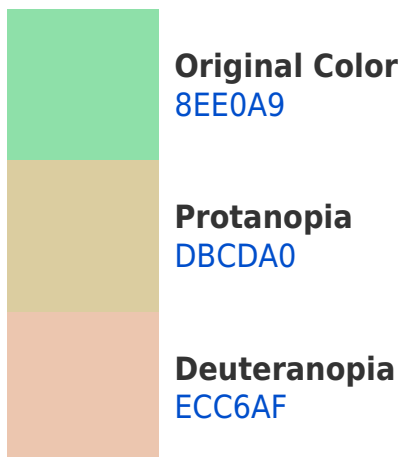 Original Color
8EE0A9
Protanopia
DBCDA0
Deuteranopia
ECC6AF